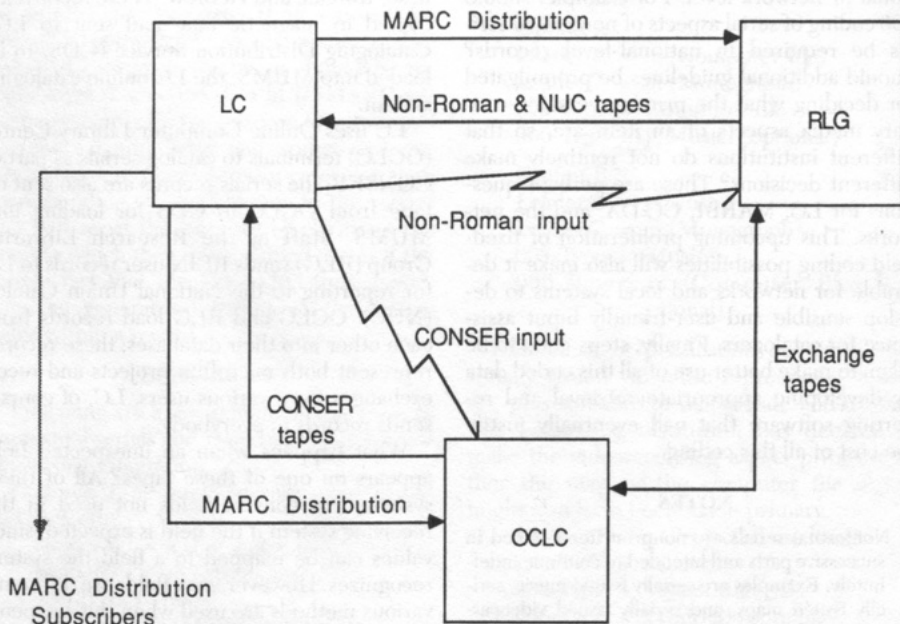 MARC Distribution
LC
Non-Roman & NUC tapes
RLG
Non-Roman Input
CONSER Input
Exchange
tapes
CONSER
tapes
MARC Distribution
OCLC
MARC Distribution
Subscribers